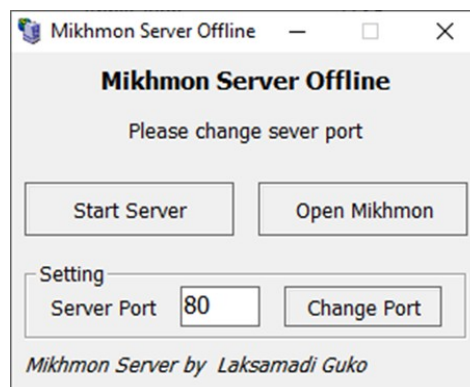 Mikhmon Server Offline
Mikhmon Server Offline
Please change sever port
Start Server Open Mikhmon
Setting
Server Port 80 Change Port
Mikhmon Server by Laksamadi Guko